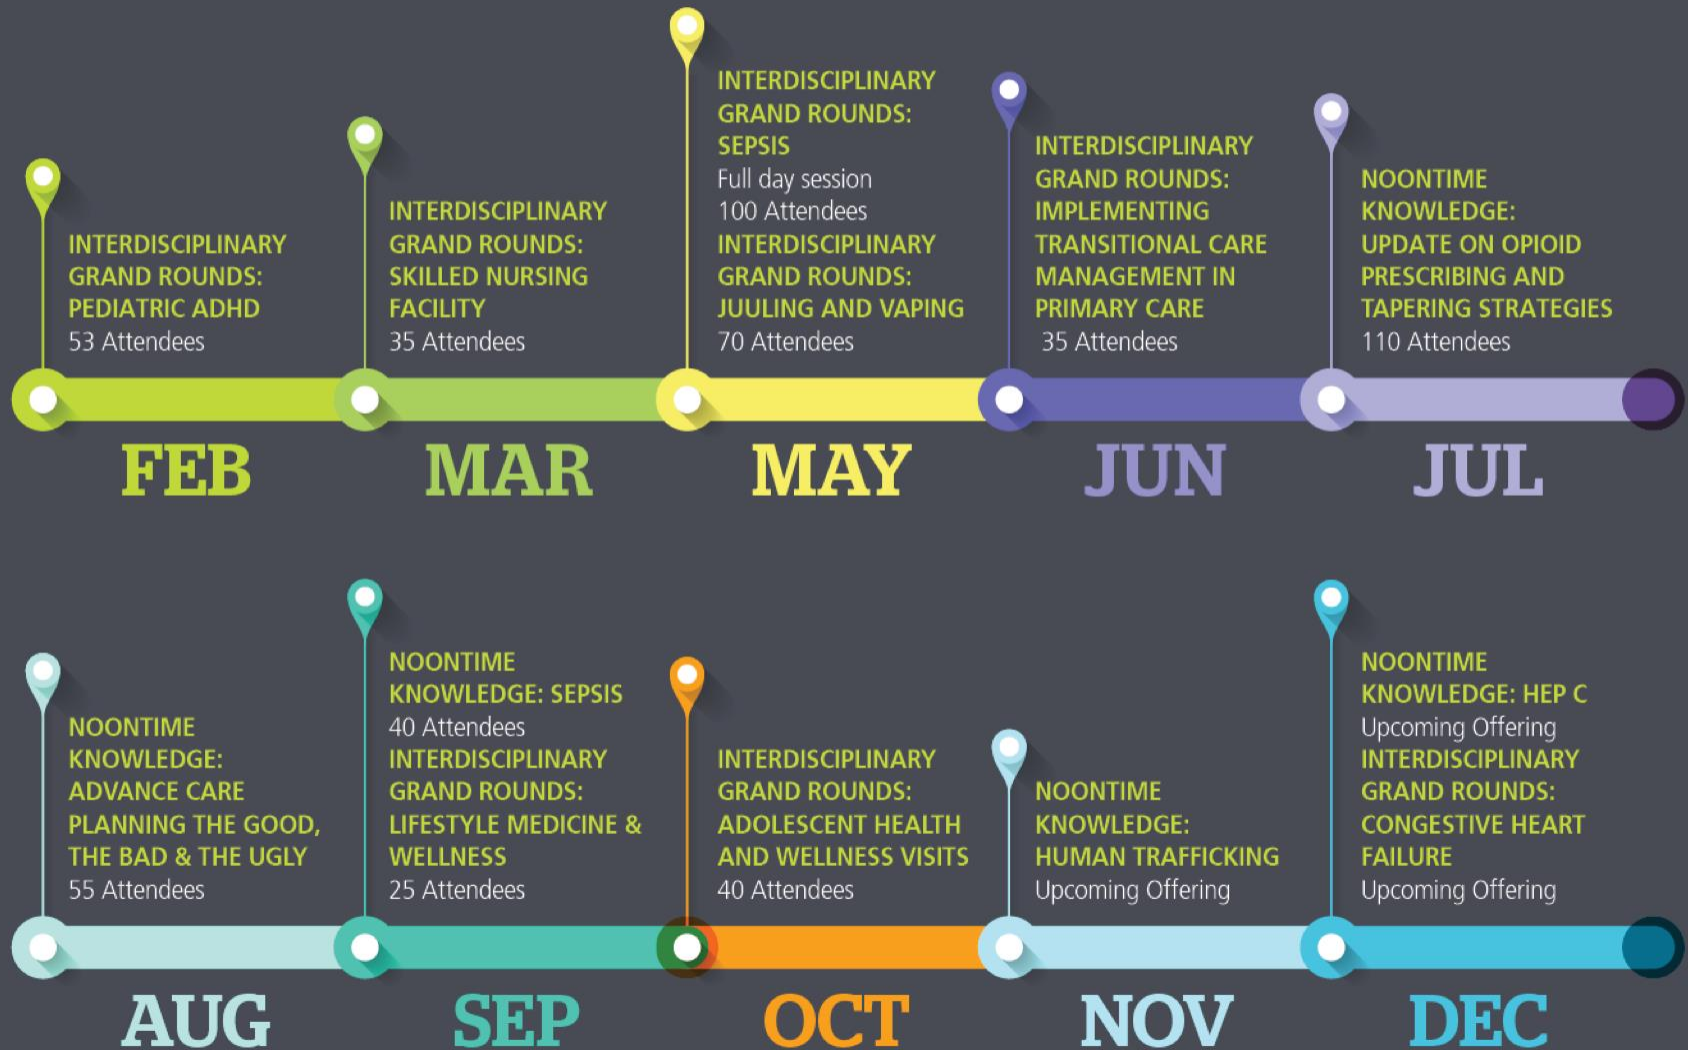 INTERDISCIPLINARY
GRAND ROUNDS:
PEDIATRIC ADHD
53 Attendees
INTERDISCIPLINARY
GRAND ROUNDS:
SKILLED NURSING
FACILITY
35 Attendees
INTERDISCIPLINARY
GRAND ROUNDS:
SEPSIS
Full day session
100 Attendees
INTERDISCIPLINARY
GRAND ROUNDS:
JUULING AND VAPING
70 Attendees
INTERDISCIPLINARY
GRAND ROUNDS:
IMPLEMENTING
TRANSITIONAL CARE
MANAGEMENT IN
PRIMARY CARE
35 Attendees
NOONTIME
KNOWLEDGE:
UPDATE ON OPIOID
PRESCRIBING AND
TAPERING STRATEGIES
110 Attendees
FEB
MAR
MAY
JUN
JUL
NOONTIME
KNOWLEDGE:
ADVANCE CARE
PLANNING THE GOOD,
THE BAD & THE UGLY
55 Attendees
NOONTIME
KNOWLEDGE: SEPSIS
40 Attendees
INTERDISCIPLINARY
GRAND ROUNDS:
LIFESTYLE MEDICINE &
WELLNESS
25 Attendees
INTERDISCIPLINARY
GRAND ROUNDS:
ADOLESCENT HEALTH
AND WELLNESS VISITS
40 Attendees
NOONTIME
KNOWLEDGE:
HUMAN TRAFFICKING
Upcoming Offering
NOONTIME
KNOWLEDGE: HEP C
Upcoming Offering
INTERDISCIPLINARY
GRAND ROUNDS:
CONGESTIVE HEART
FAILURE
Upcoming Offering
AUG
SEP
OCT
NOV
DEC